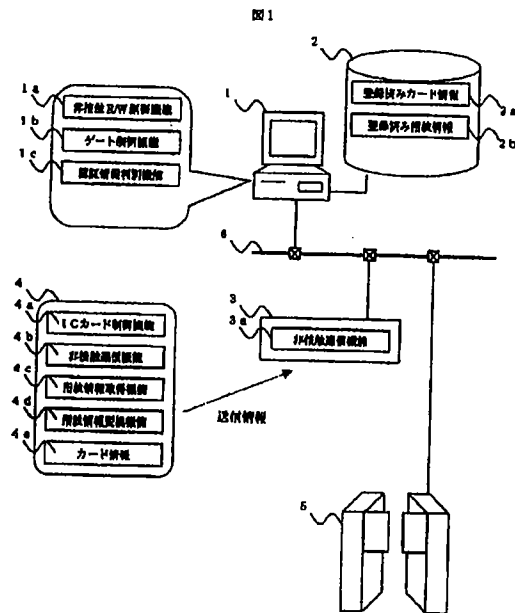 図1
1a
非接触R/W制御機能
1b
ゲート制御機能
1c
認証情報判別機能
1
2
登録済みカード情報
2a
登録済み指紋情報
2b
6
3
3a
非接触通信機能
4
4a
ICカード制御機能
4b
非接触通信機能
4c
指紋情報取得機能
4d
指紋情報変換機能
4e
カード情報
送信情報
5